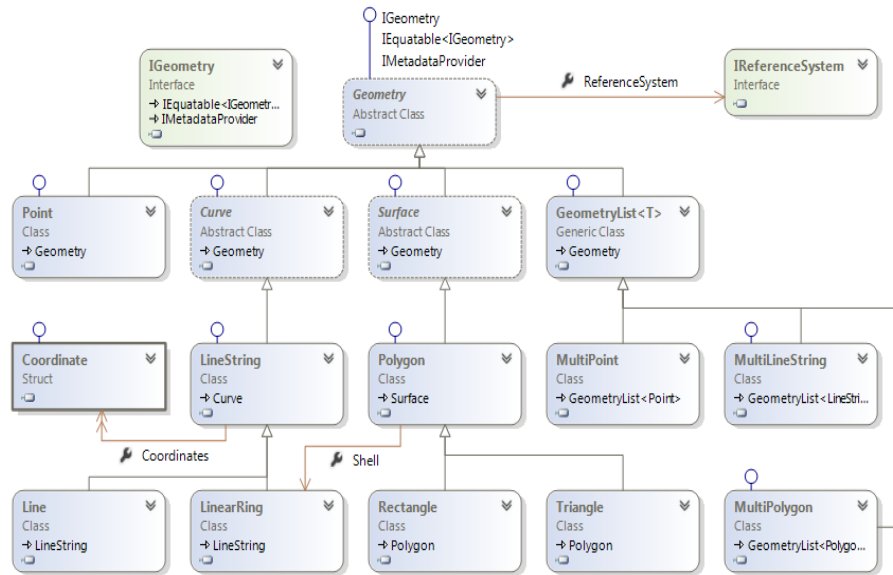 IGeometry
IEquatable<IGeometry>
IMetadataProvider
IGeometry
Interface
→ IEquatable<IGeometr...
→ IMetadataProvider
Geometry
Abstract Class
ReferenceSystem
IReferenceSystem
Interface
Point
Class
→ Geometry
Curve
Abstract Class
→ Geometry
Surface
Abstract Class
→ Geometry
GeometryList<T>
Generic Class
→ Geometry
Coordinate
Struct
LineString
Class
→ Curve
Polygon
Class
→ Surface
MultiPoint
Class
→ GeometryList<Point>
MultiLineString
Class
→ GeometryList<LineStri...
Coordinates
Shell
Line
Class
→ LineString
LinearRing
Class
→ LineString
Rectangle
Class
→ Polygon
Triangle
Class
→ Polygon
MultiPolygon
Class
→ GeometryList<Polygo...